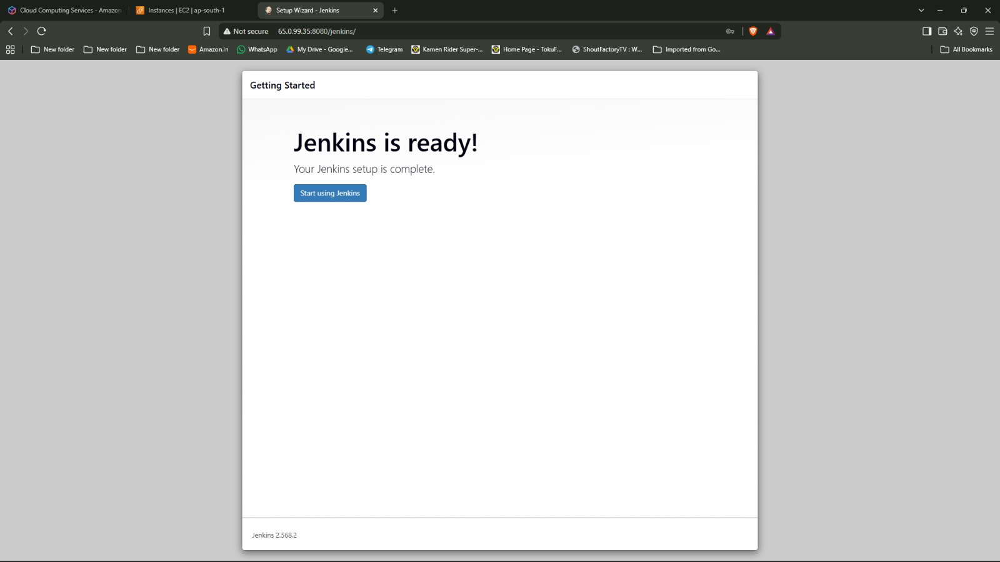 Cloud Computing Services - Amazon
Instances | EC2 | ap-south-1
Setup Wizard - Jenkins
Not secure
65.0.99.35:8080/jenkins/
New folder
New folder
New folder
Amazon.in
WhatsApp
My Drive - Google...
Telegram
Kamen Rider Super-...
Home Page - TokuF...
ShoutFactoryTV : W...
Imported from Go...
All Bookmarks
Getting Started
Jenkins is ready!
Your Jenkins setup is complete.
Start using Jenkins
Jenkins 2.568.2